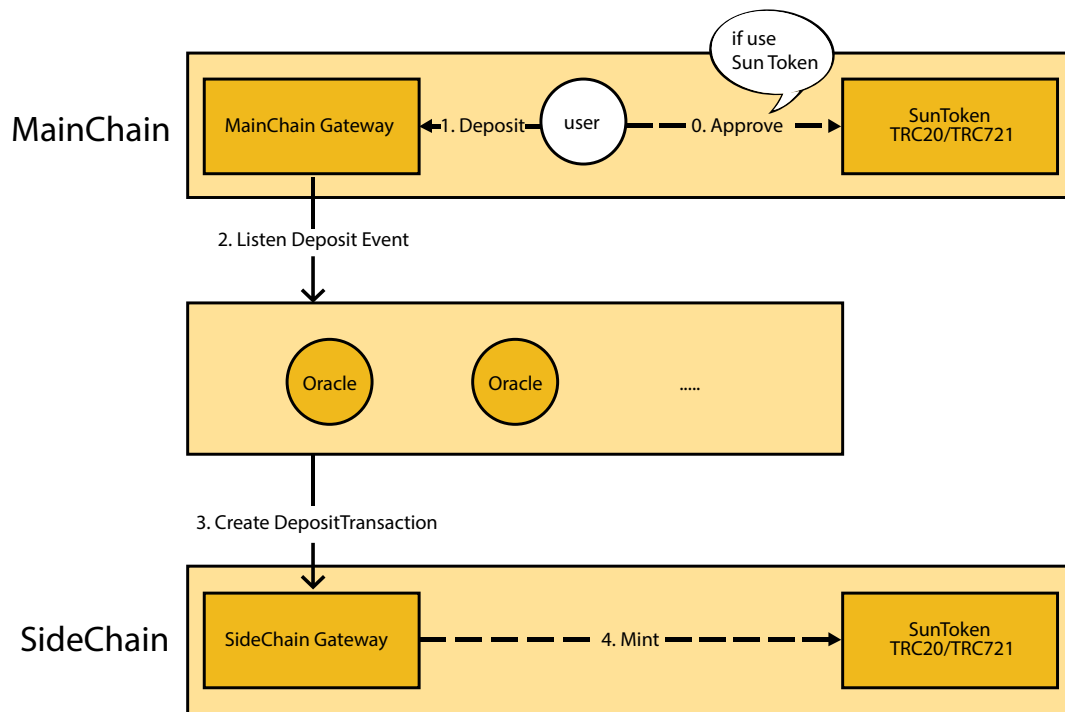 if use
Sun Token
MainChain
MainChain Gateway
1. Deposit
user
0. Approve
SunToken
TRC20/TRC721
2. Listen Deposit Event
Oracle
Oracle
.....
3. Create DepositTransaction
SideChain
SideChain Gateway
4. Mint
SunToken
TRC20/TRC721